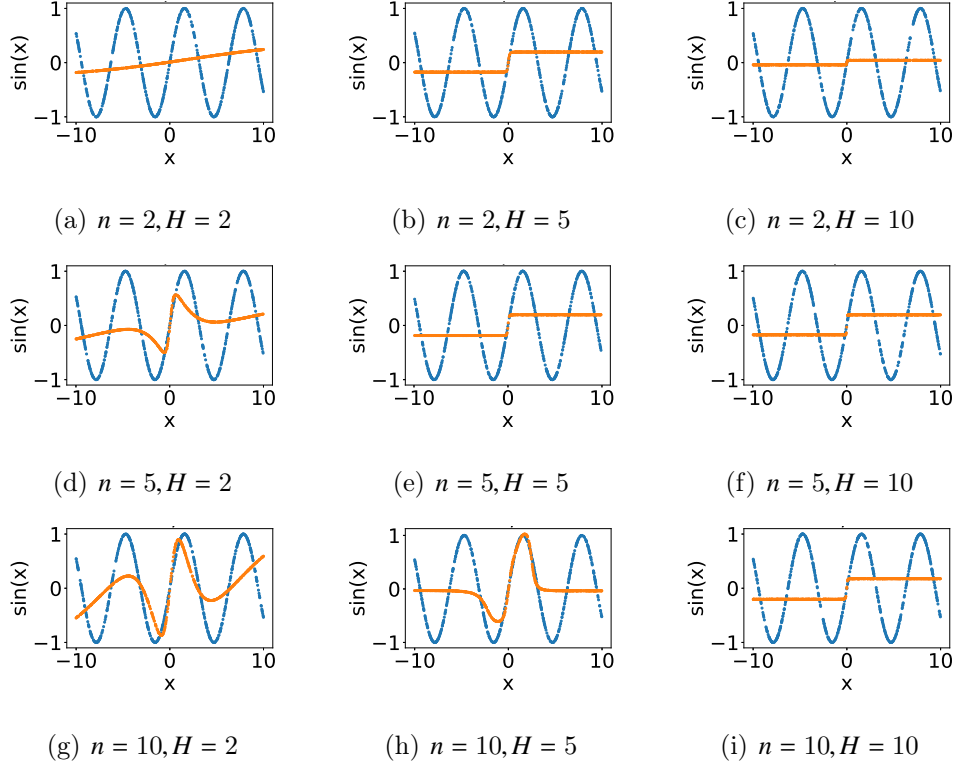 1
0
−1
sin(x)
−10
0
10
x
(a) n = 2, H = 2
1
0
−1
sin(x)
−10
0
10
x
(b) n = 2, H = 5
1
0
−1
sin(x)
−10
0
10
x
(c) n = 2, H = 10
1
0
−1
sin(x)
−10
0
10
x
(d) n = 5, H = 2
1
0
−1
sin(x)
−10
0
10
x
(e) n = 5, H = 5
1
0
−1
sin(x)
−10
0
10
x
(f) n = 5, H = 10
1
0
−1
sin(x)
−10
0
10
x
(g) n = 10, H = 2
1
0
−1
sin(x)
−10
0
10
x
(h) n = 10, H = 5
1
0
−1
sin(x)
−10
0
10
x
(i) n = 10, H = 10